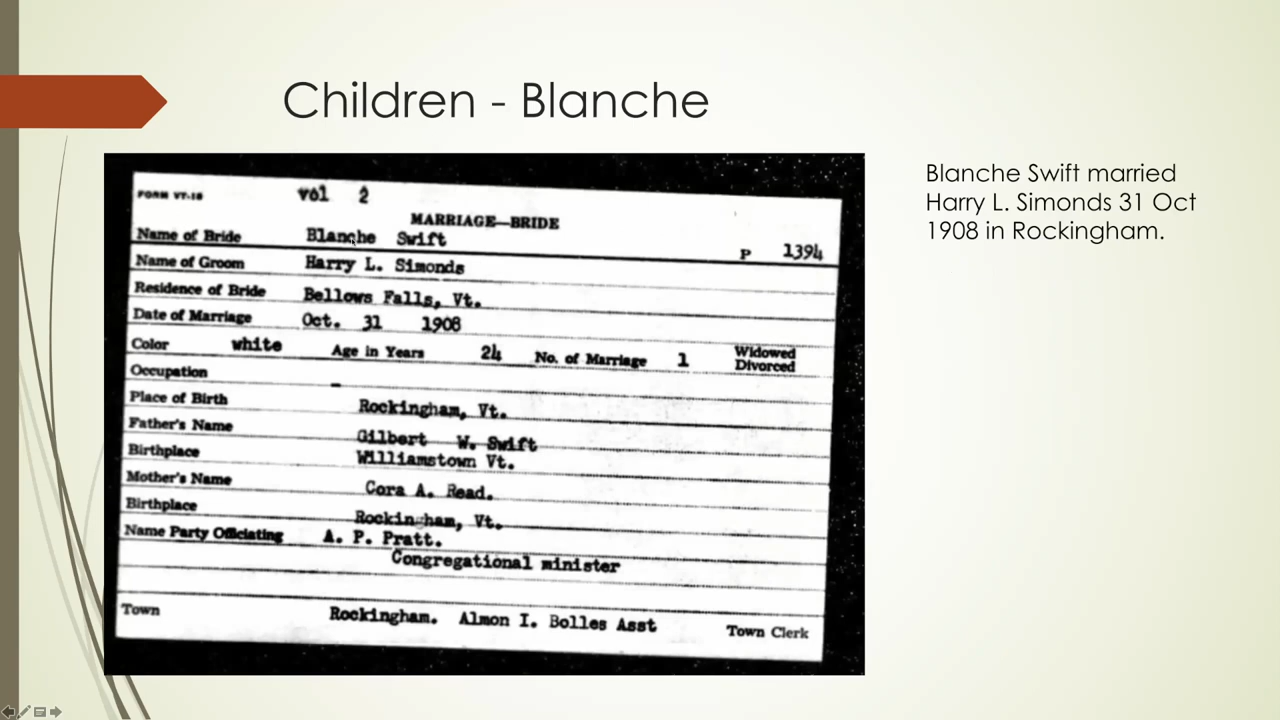 Children - Blanche
FORM VT-18 vol 2
MARRIAGE—BRIDE
Name of Bride Blanche Swift P 1394
Name of Groom Harry L. Simonds
Residence of Bride Bellows Falls, Vt.
Date of Marriage Oct. 31 1908
Color white Age in Years 24 No. of Marriage 1 Widowed
Divorced
Occupation -
Place of Birth Rockingham, Vt.
Father's Name Gilbert W. Swift
Birthplace Williamstown Vt.
Mother's Name Cora A. Read.
Birthplace Rockingham, Vt.
Name Party Officiating A. P. Pratt.
Congregational minister
Town Rockingham. Almon I. Bolles Asst Town Clerk
Blanche Swift married
Harry L. Simonds 31 Oct
1908 in Rockingham.